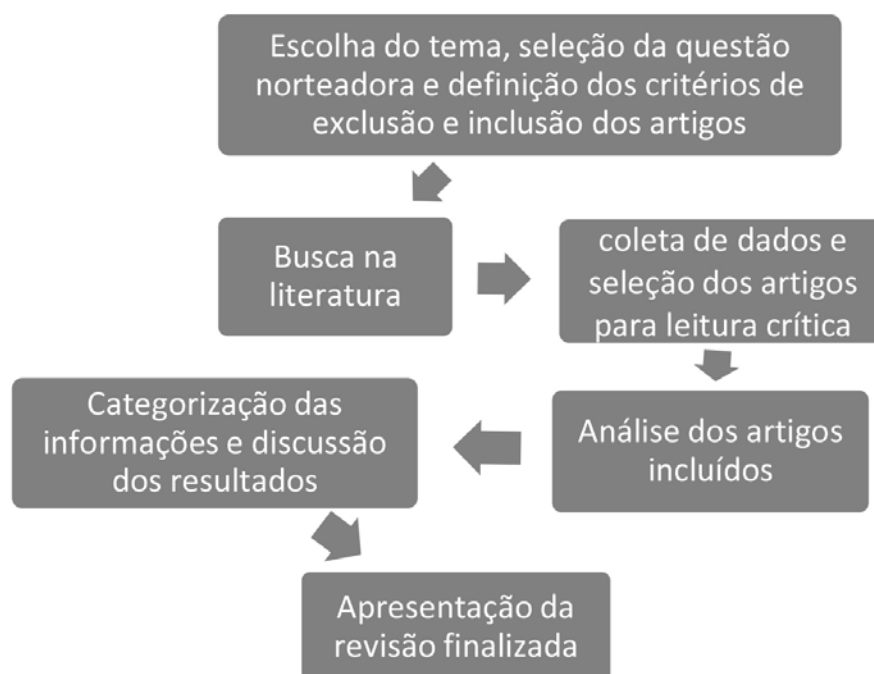 Escolha do tema, seleção da questão
norteadora e definição dos critérios de
exclusão e inclusão dos artigos
Busca na
literatura
coleta de dados e
seleção dos artigos
para leitura crítica
Análise dos artigos
incluídos
Categorização das
informações e discussão
dos resultados
Apresentação da
revisão finalizada